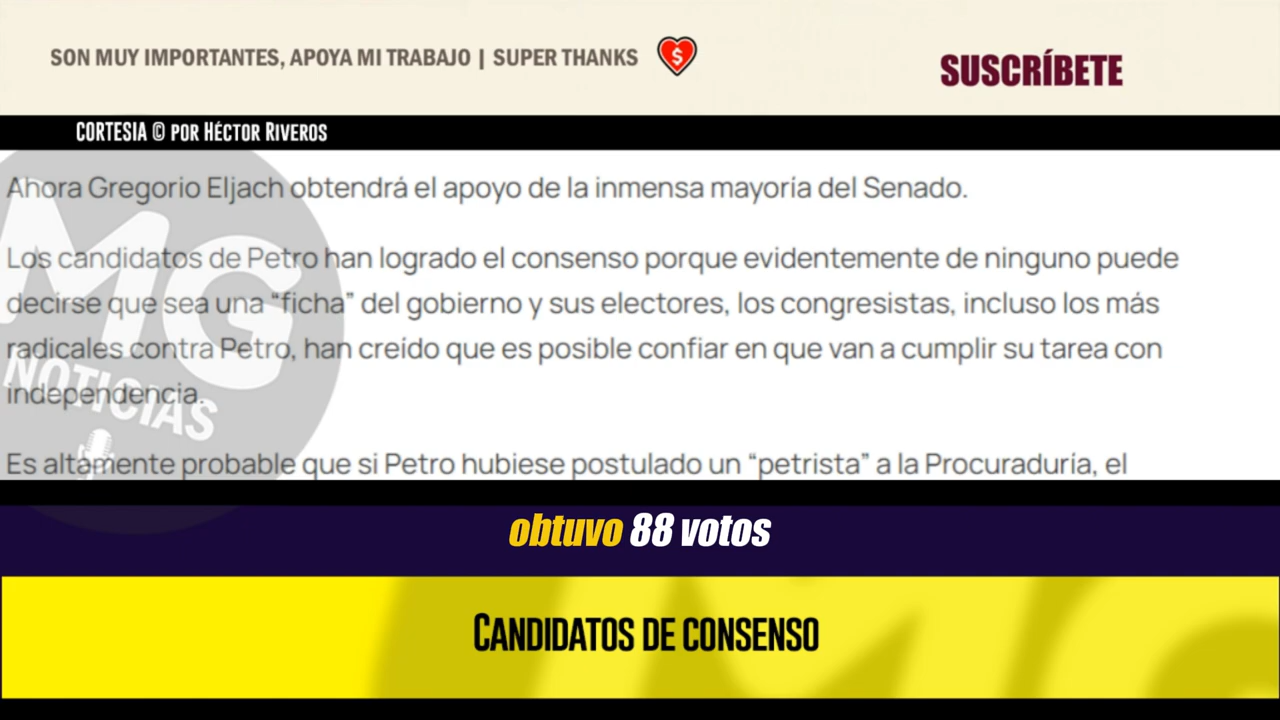 SON MUY IMPORTANTES, APOYA MI TRABAJO | SUPER THANKS $
SUSCRÍBETE
CORTESIA © POR HÉCTOR RIVEROS
Ahora Gregorio Eljach obtendrá el apoyo de la inmensa mayoría del Senado.
Los candidatos de Petro han logrado el consenso porque evidentemente de ninguno puede
decirse que sea una “ficha” del gobierno y sus electores, los congresistas, incluso los más
radicales contra Petro, han creído que es posible confiar en que van a cumplir su tarea con
independencia.
Es altamente probable que si Petro hubiese postulado un “petrista” a la Procuraduría, el
MG
NOTICIAS
obtuvo 88 votos
CANDIDATOS DE CONSENSO